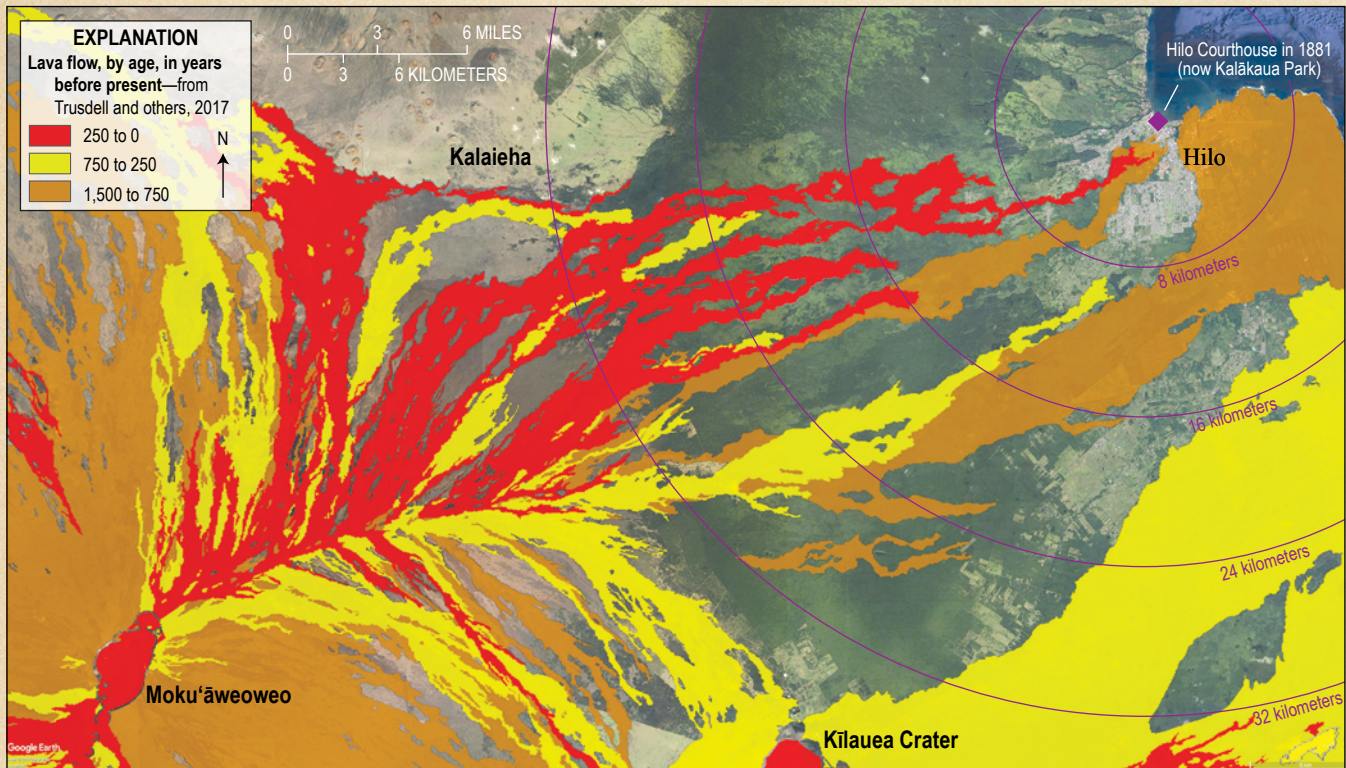 EXPLANATION
Lava flow, by age, in years
before present—from
Trusdell and others, 2017
250 to 0
750 to 250
1,500 to 750
N
0 3 6 MILES
0 3 6 KILOMETERS
Hilo Courthouse in 1881
(now Kalākaua Park)
Kalaieha
Hilo
8 kilometers
16 kilometers
24 kilometers
32 kilometers
Mokuʻāweoweo
Kīlauea Crater
Google Earth